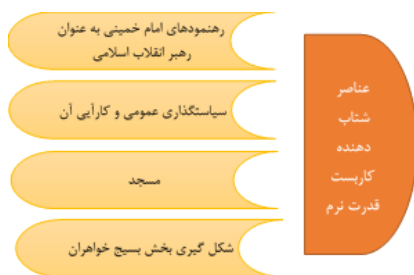 عناصر
شتاب
دهنده
کاربست
قدرت نرم
رهنمودهای امام خمینی به عنوان
رهبر انقلاب اسلامی
سیاستگذاری عمومی و کارآیی آن
مسجد
شکل گیری بخش بسیج خواهران